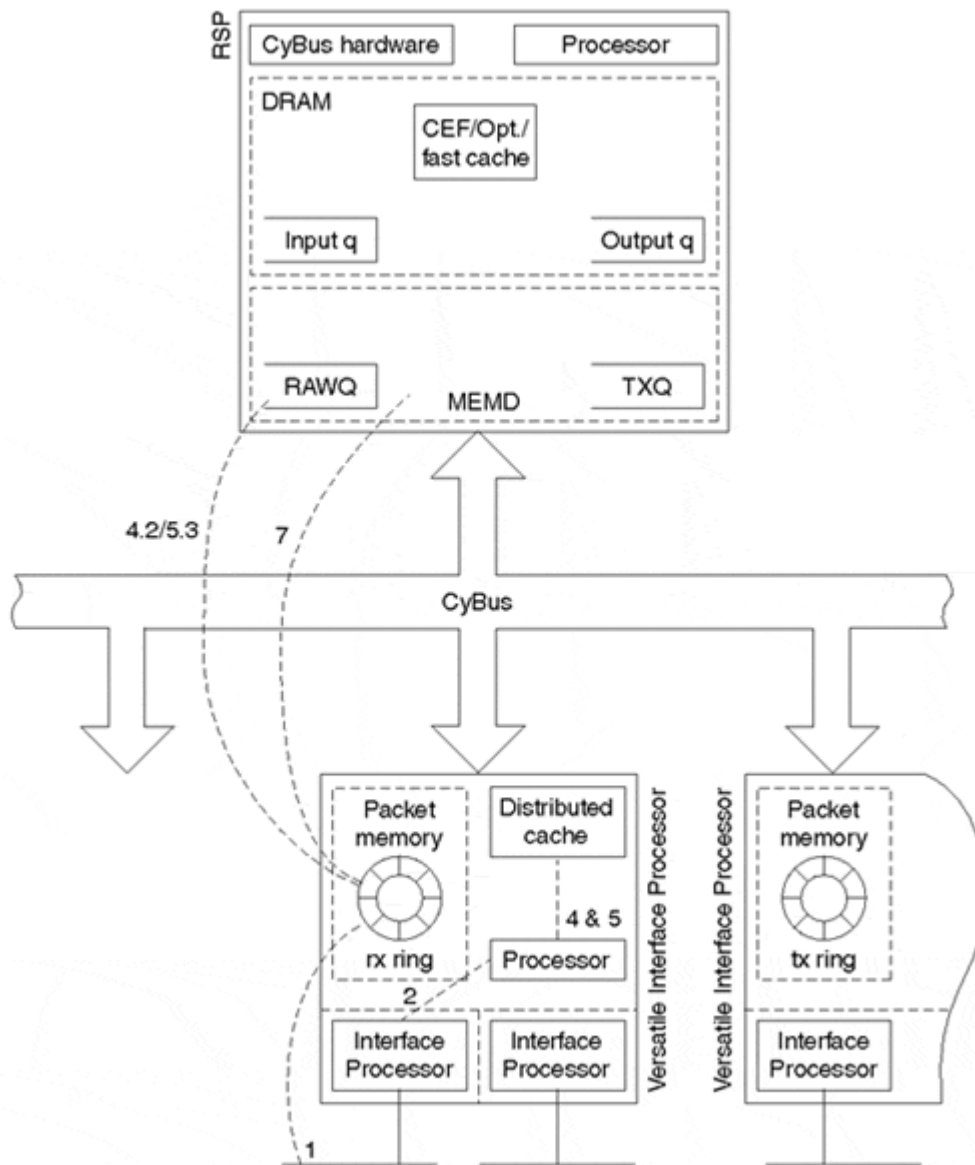 RSP
CyBus hardware
Processor
DRAM
CEF/Opt./
fast cache
Input q
Output q
RAWQ
MEMD
TXQ
4.2/5.3
7
CyBus
Packet
memory
rx ring
Distributed
cache
4 & 5
Processor
2
Interface
Processor
Interface
Processor
Versatile Interface Processor
1
Versatile Interface Processor
Packet
memory
tx ring
Interface
Processor